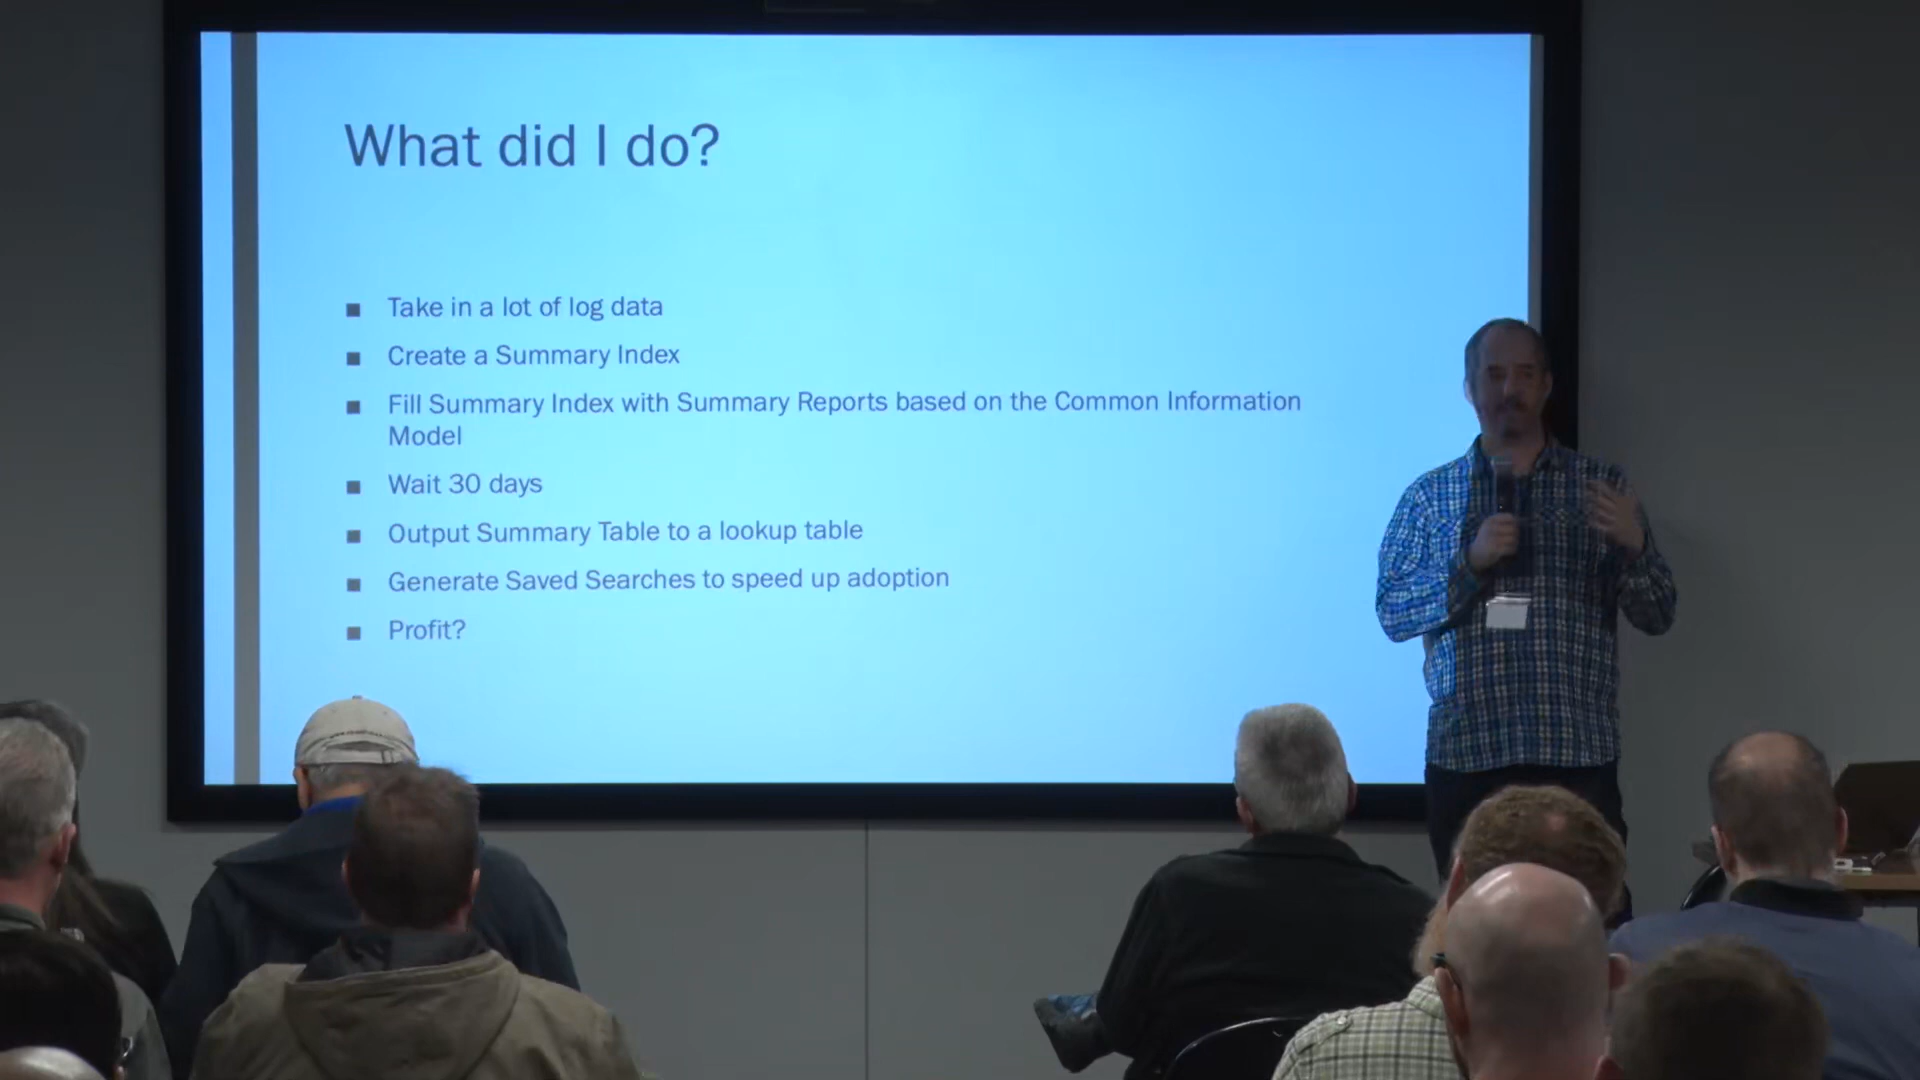 What did I do?
Take in a lot of log data
Create a Summary Index
Fill Summary Index with Summary Reports based on the Common Information
Model
Wait 30 days
Output Summary Table to a lookup table
Generate Saved Searches to speed up adoption
Profit?